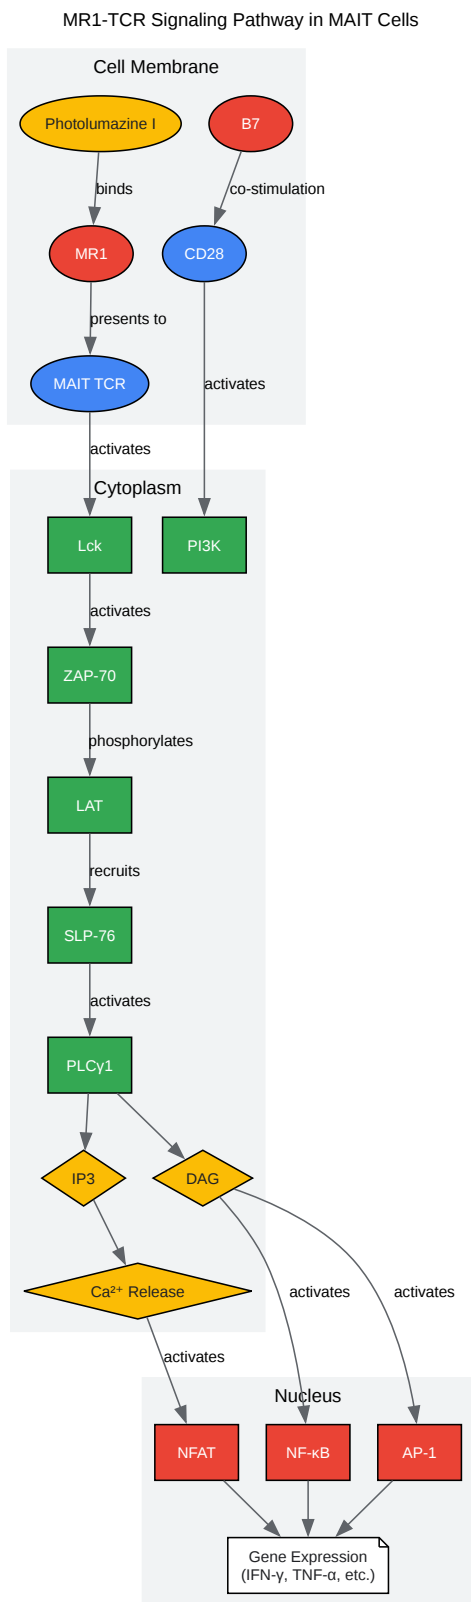 MR1-TCR Signaling Pathway in MAIT Cells
Cell Membrane
Photolumazine I
B7
binds
co-stimulation
MR1
CD28
presents to
MAIT TCR
activates
activates
Cytoplasm
Lck
PI3K
activates
ZAP-70
phosphorylates
LAT
recruits
SLP-76
activates
PLCγ1
IP3
DAG
Ca²⁺ Release
activates
activates
activates
Nucleus
NFAT
NF-κB
AP-1
Gene Expression
(IFN-γ, TNF-α, etc.)